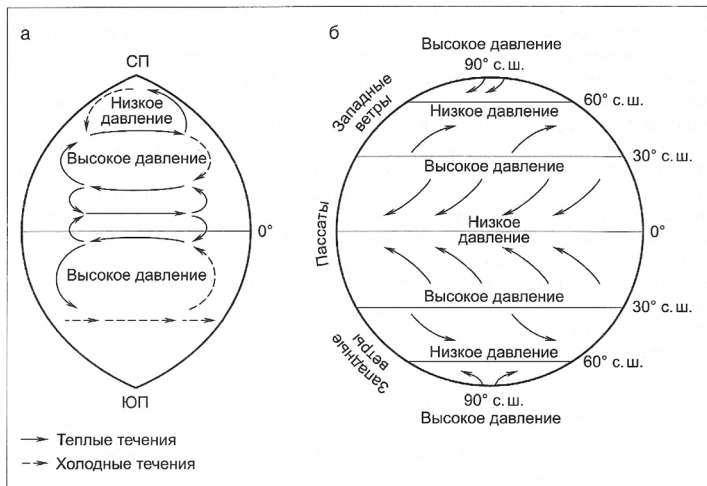 а
СП
Низкое
давление
Высокое давление
0°
Высокое давление
ЮП
Теплые течения
Холодные течения
б
Высокое давление
90° с. ш.
60° с. ш.
Западные
ветры
Низкое давление
30° с. ш.
Высокое давление
Пассаты
Низкое
давление
0°
Высокое давление
30° с. ш.
Западные
ветры
Низкое давление
60° с. ш.
90° с. ш.
Высокое давление